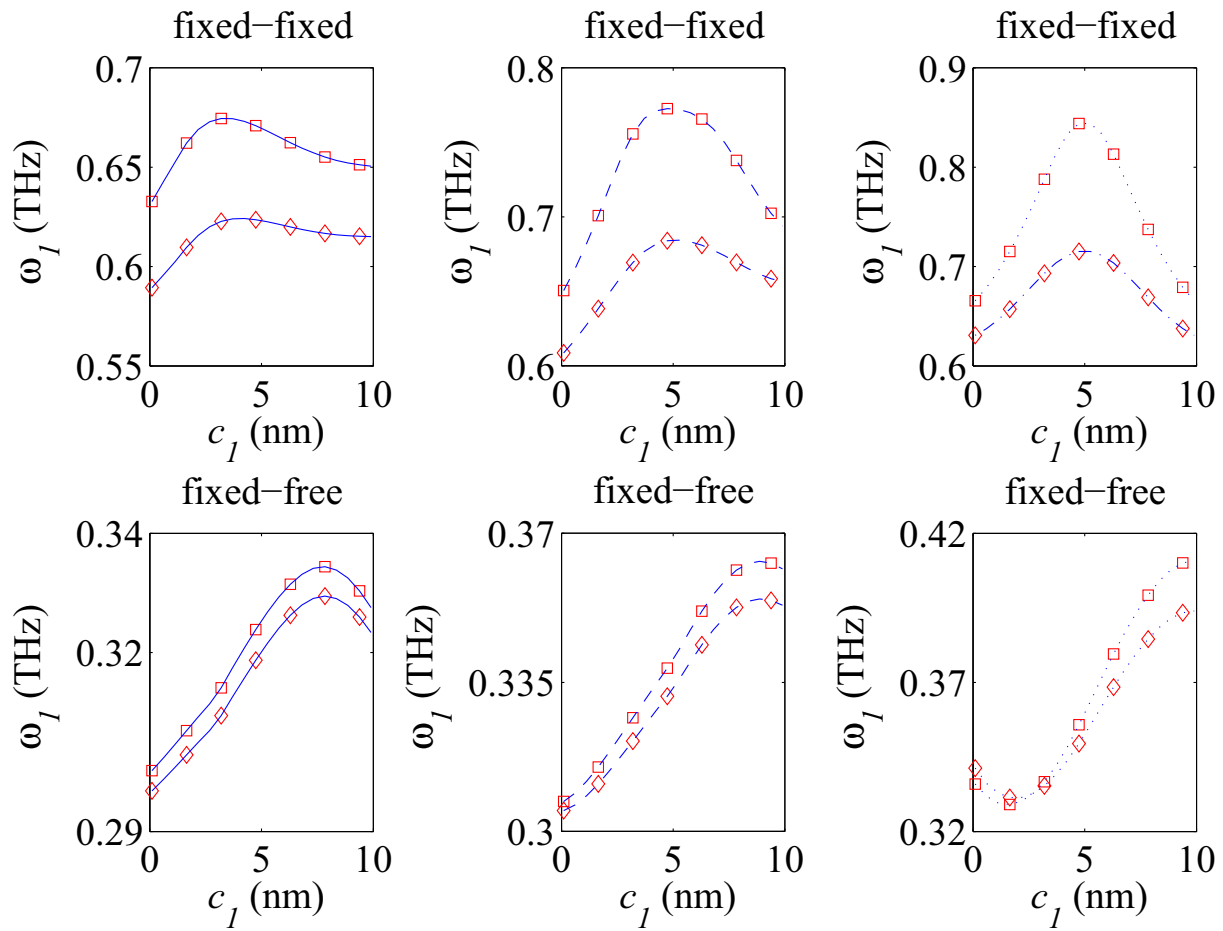 fixed−fixed
0.7
0.65
0.6
0.55
ω1 (THz)
0
5
10
c1 (nm)
fixed−fixed
0.8
0.7
0.6
ω1 (THz)
0
5
10
c1 (nm)
fixed−fixed
0.9
0.8
0.7
0.6
ω1 (THz)
0
5
10
c1 (nm)
fixed−free
0.34
0.32
0.29
ω1 (THz)
0
5
10
c1 (nm)
fixed−free
0.37
0.335
0.3
ω1 (THz)
0
5
10
c1 (nm)
fixed−free
0.42
0.37
0.32
ω1 (THz)
0
5
10
c1 (nm)